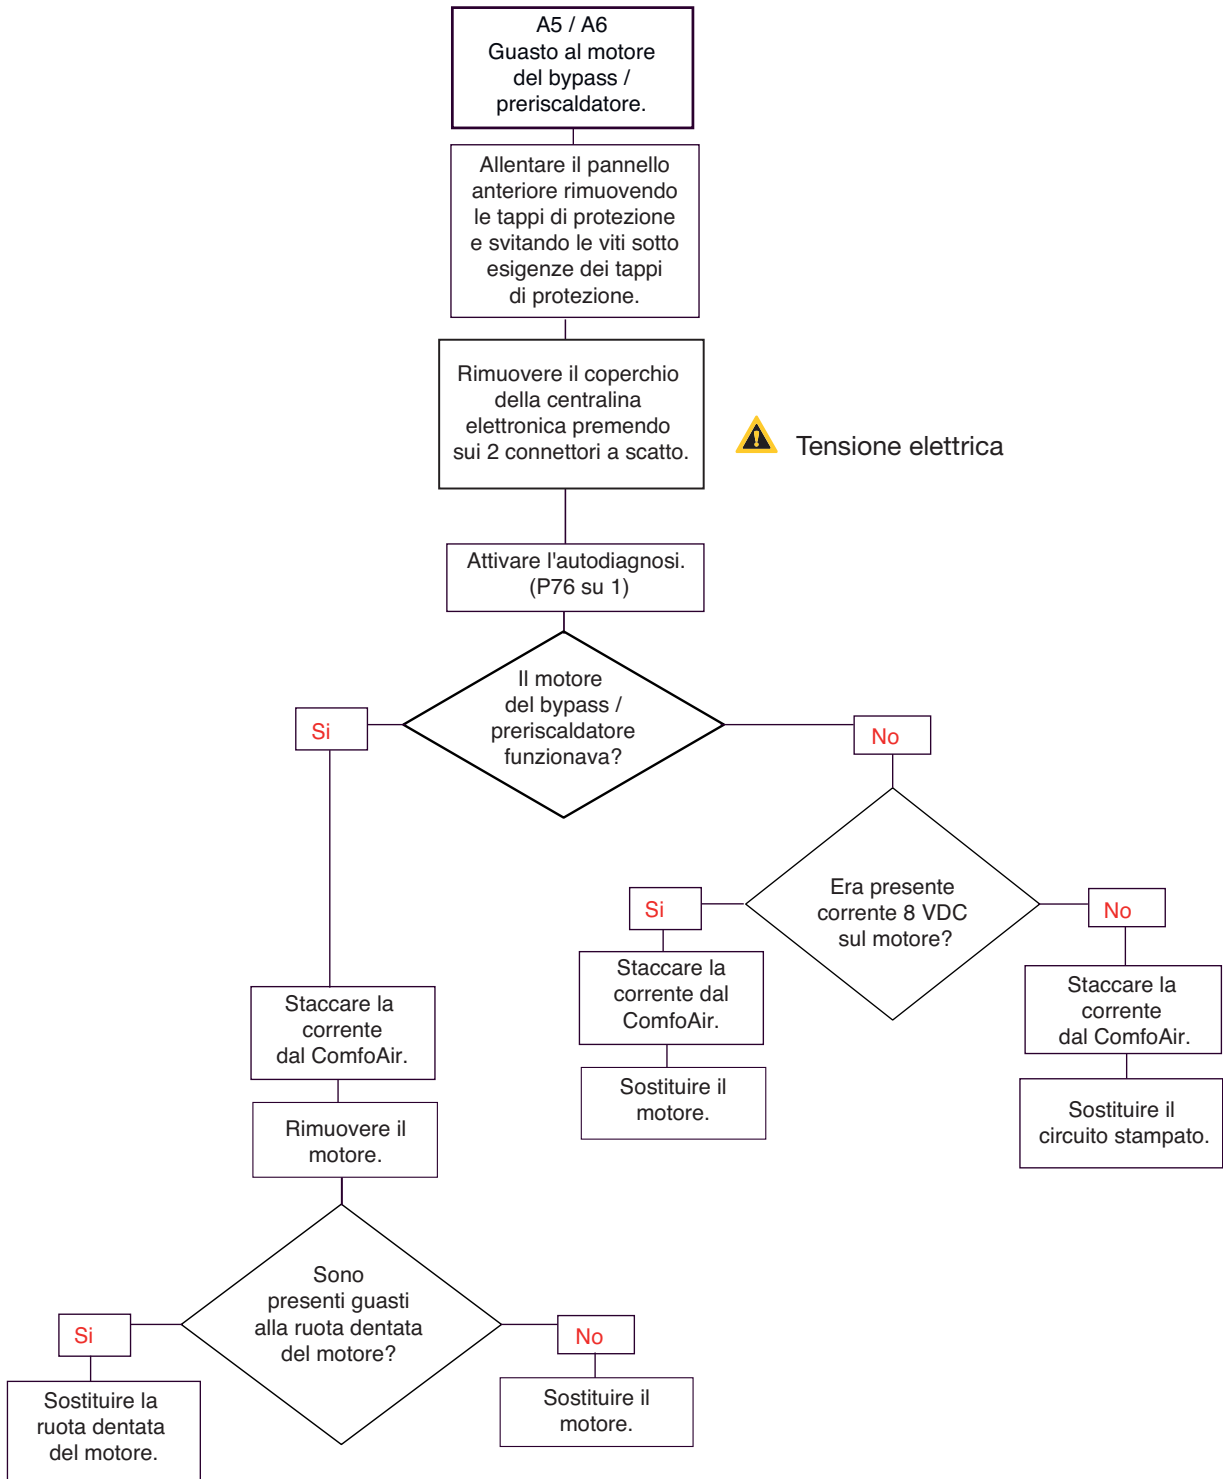 A5 / A6
Guasto al motore
del bypass /
preriscaldatore.
Allentare il pannello
anteriore rimuovendo
le tappi di protezione
e svitando le viti sotto
esigenze dei tappi
di protezione.
Rimuovere il coperchio
della centralina
elettronica premendo
sui 2 connettori a scatto.
Tensione elettrica
Attivare l'autodiagnosi.
(P76 su 1)
Il motore
del bypass /
preriscaldatore
funzionava?
Si
No
Era presente
corrente 8 VDC
sul motore?
Si
No
Staccare la
corrente dal
ComfoAir.
Staccare la
corrente
dal ComfoAir.
Staccare la
corrente
dal ComfoAir.
Sostituire il
motore.
Sostituire il
circuito stampato.
Rimuovere il
motore.
Sono
presenti guasti
alla ruota dentata
del motore?
Si
No
Sostituire la
ruota dentata
del motore.
Sostituire il
motore.